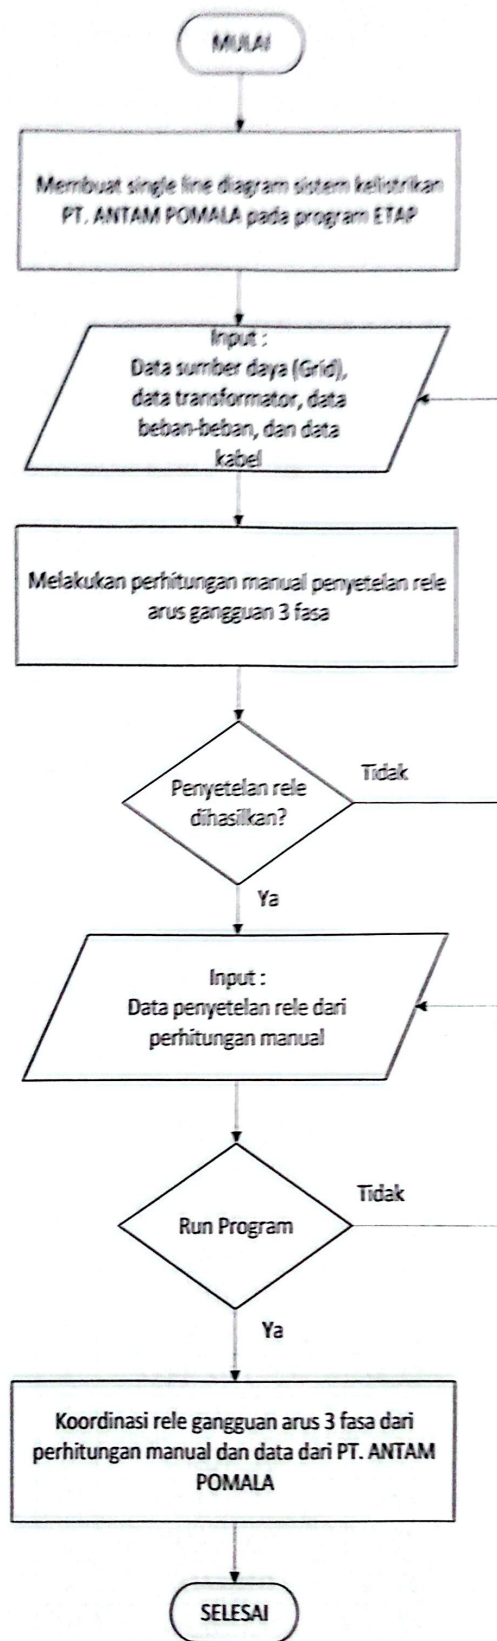 MULAI
Membuat single line diagram sistem kelistrikan
PT. ANTAM POMALA pada program ETAP
Input :
Data sumber daya (Grid),
data transformator, data
beban-beban, dan data
kabel
Melakukan perhitungan manual penyetelan rele
arus gangguan 3 fasa
Penyetelan rele
dihasilkan?
Tidak
Ya
Input :
Data penyetelan rele dari
perhitungan manual
Run Program
Tidak
Ya
Koordinasi rele gangguan arus 3 fasa dari
perhitungan manual dan data dari PT. ANTAM
POMALA
SELESAI